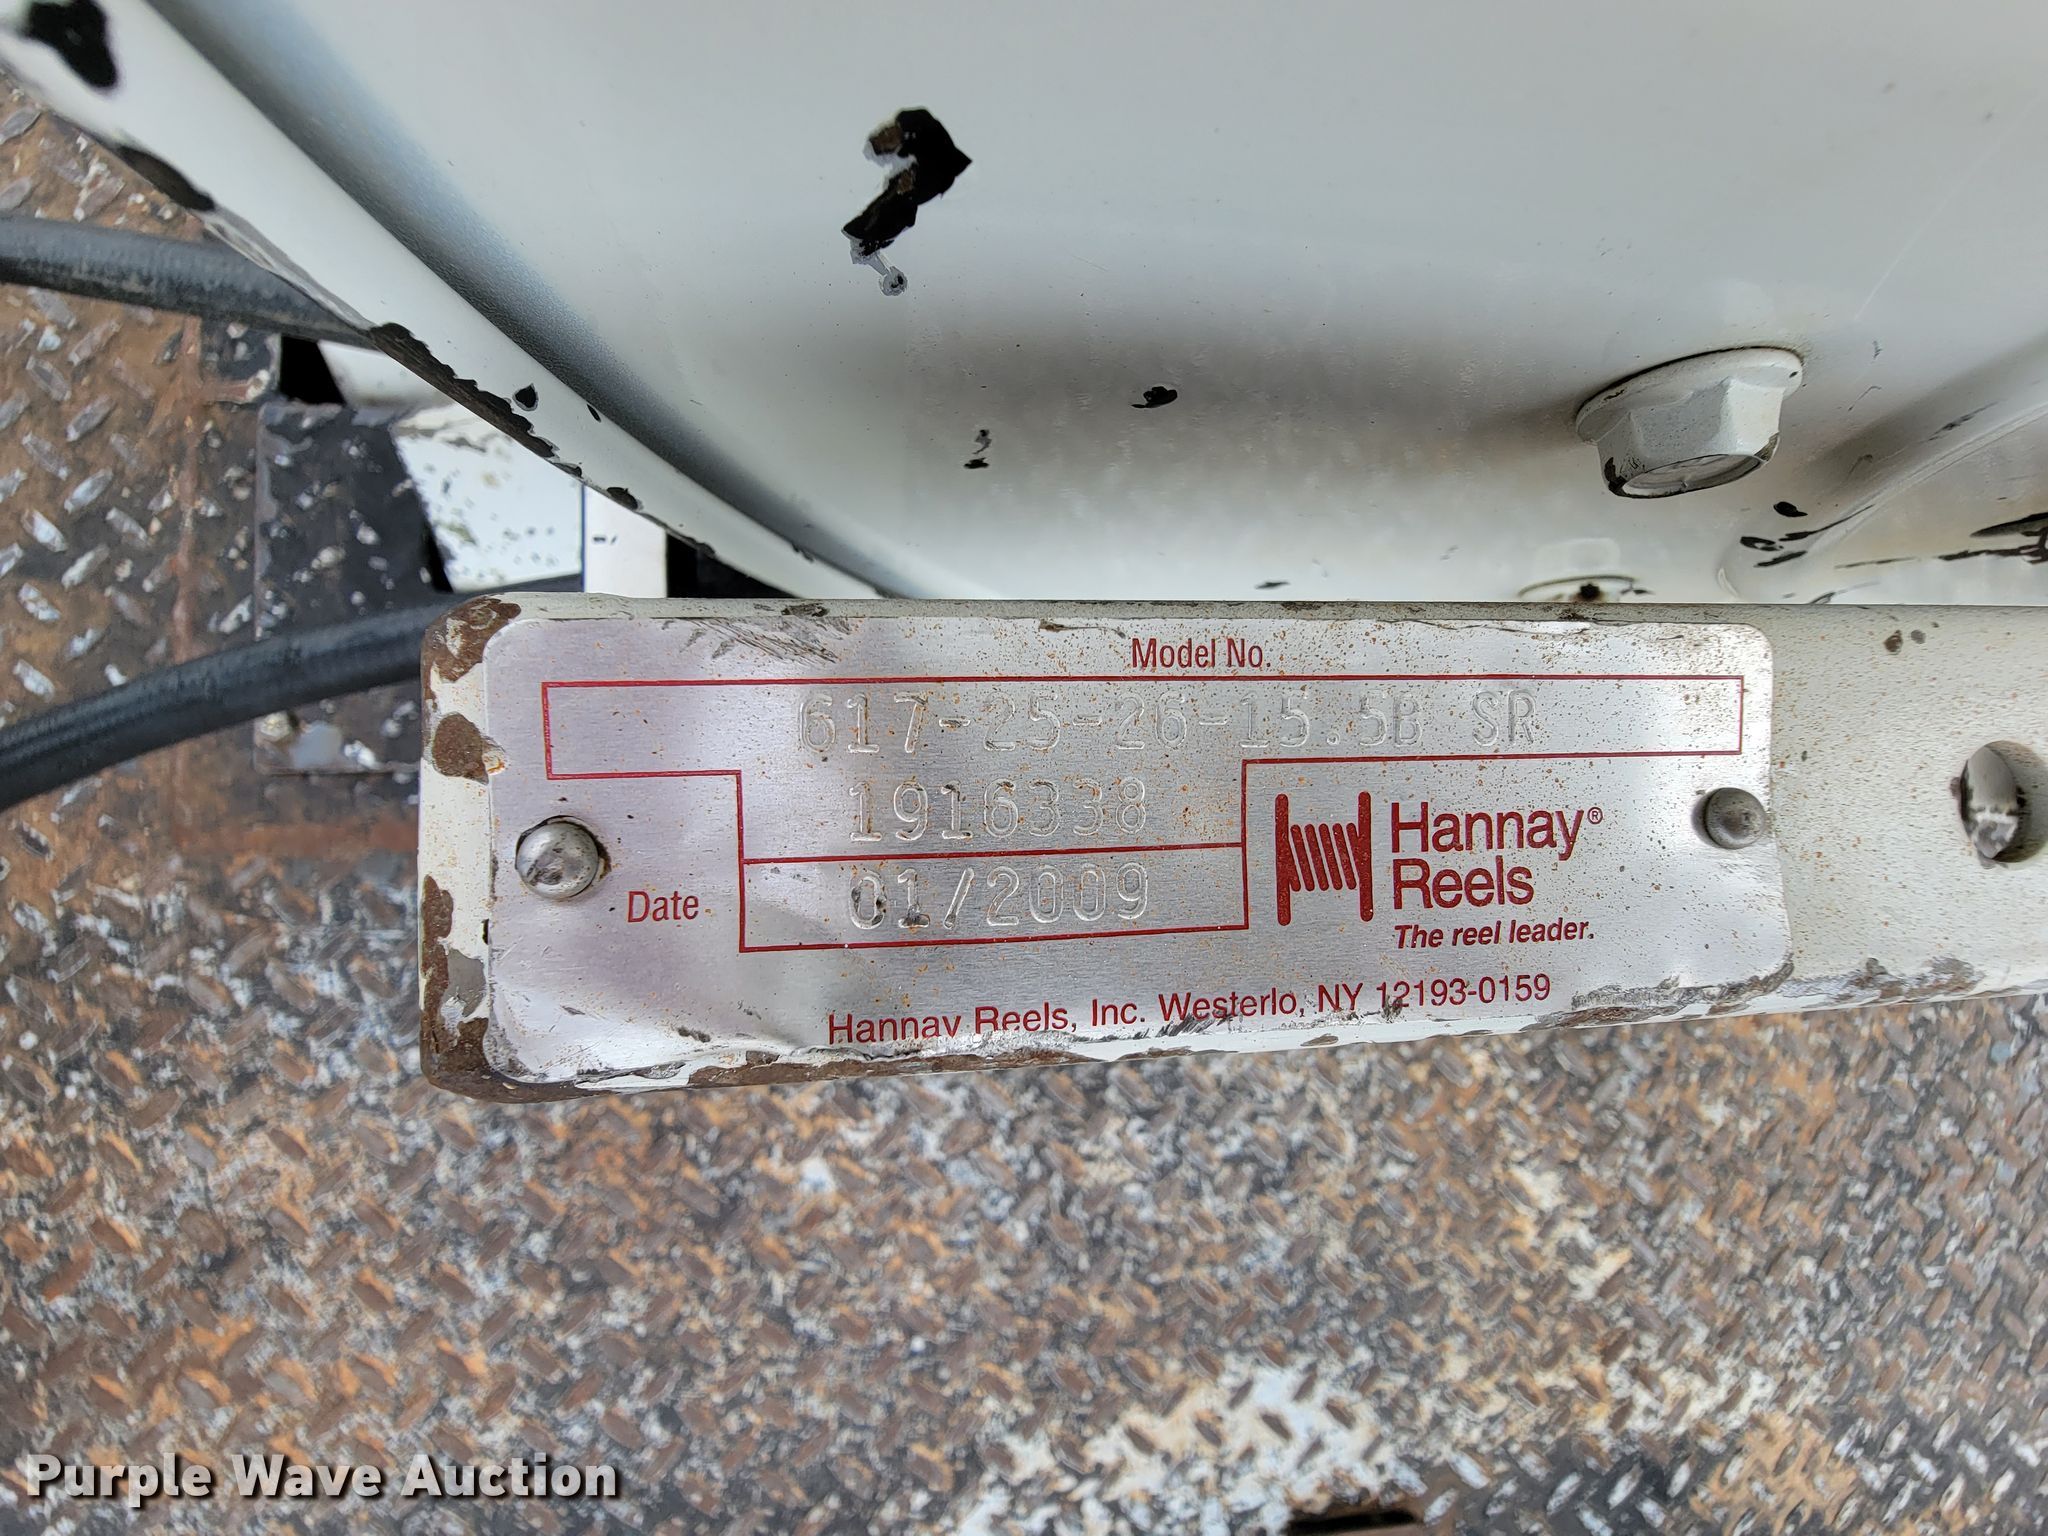 Model No.
617-25-26-15.5B SR
1916338
Date 01/2009
Hannay®
Reels
The reel leader.
Hannay Reels, Inc. Westerlo, NY 12193-0159
Purple Wave Auction